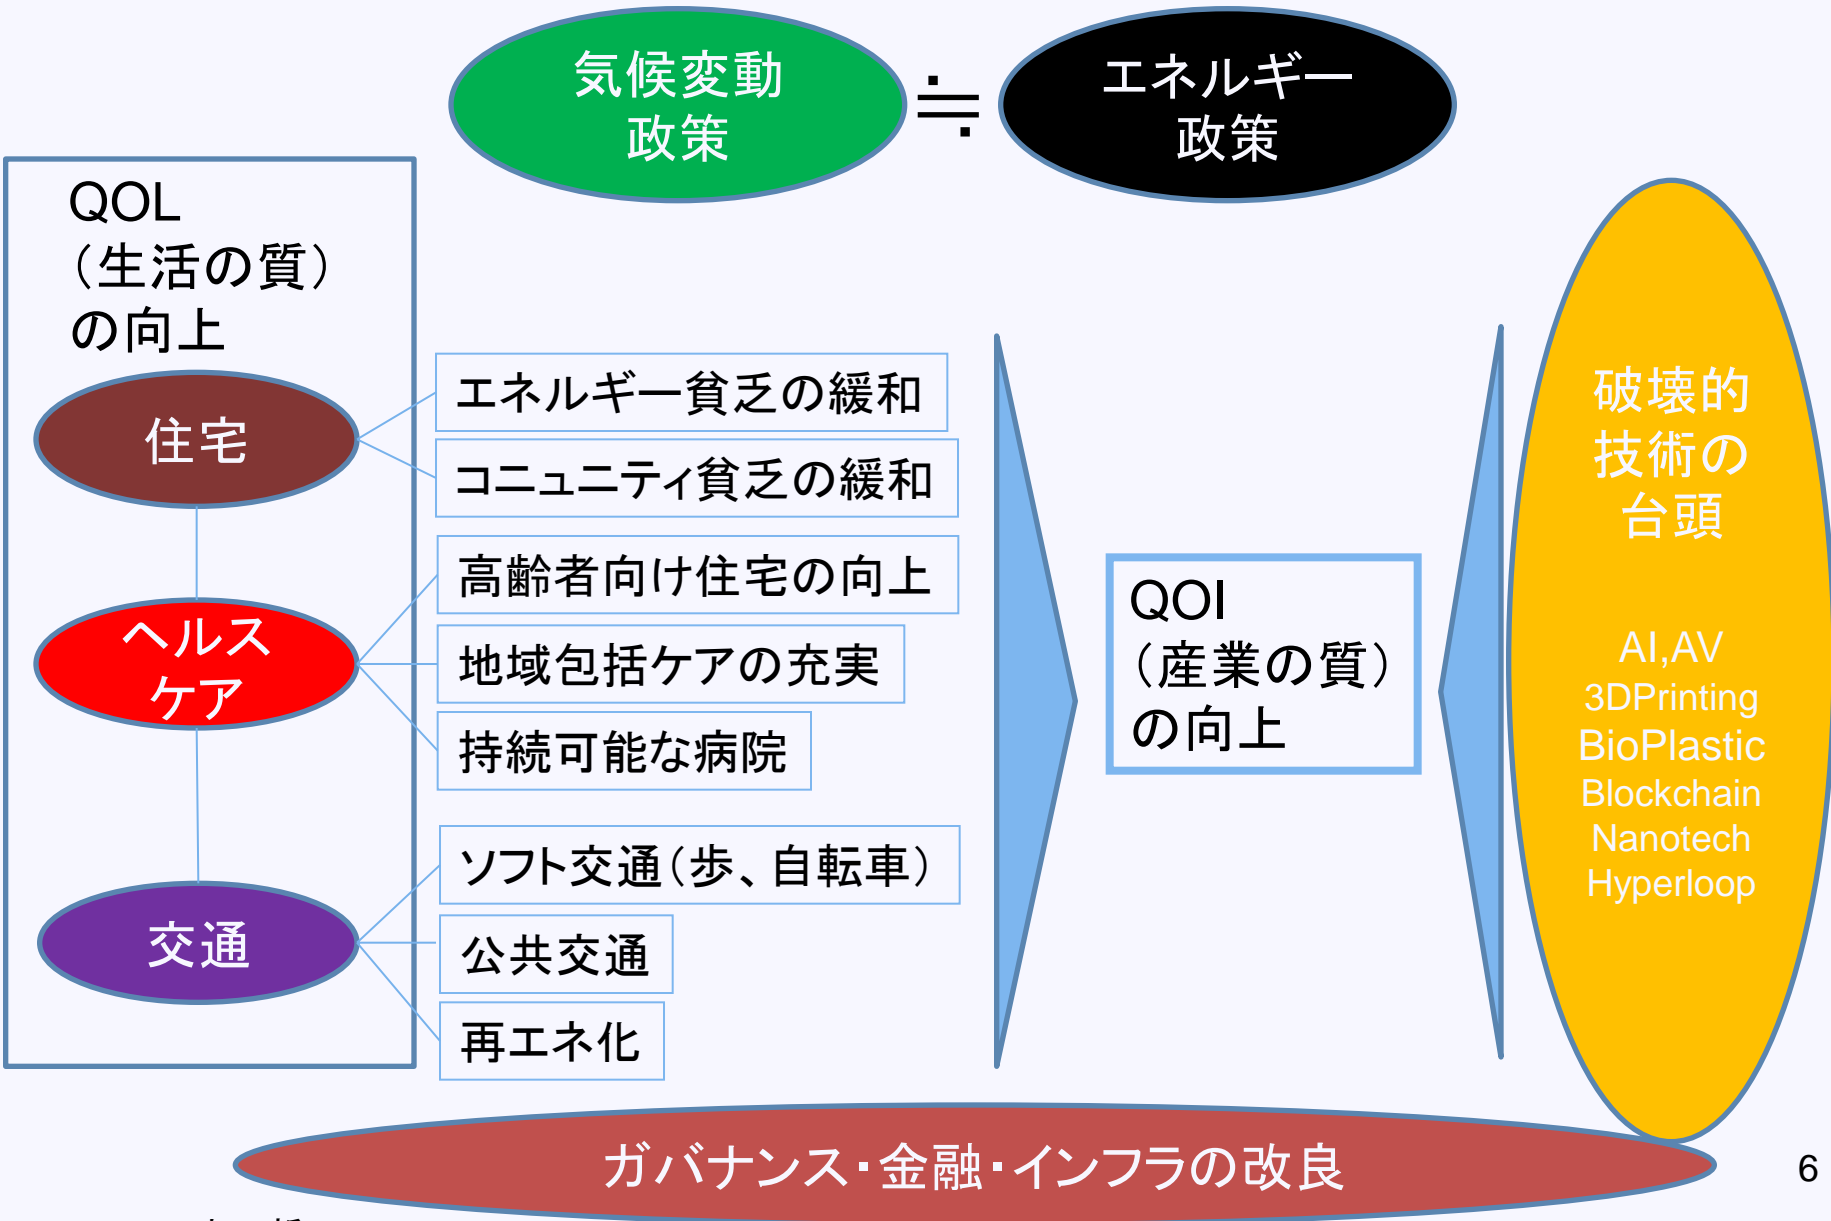 気候変動
政策
≒
エネルギー
政策
QOL
（生活の質）
の向上
住宅
エネルギー貧乏の緩和
コニュニティ貧乏の緩和
ヘルス
ケア
高齢者向け住宅の向上
地域包括ケアの充実
持続可能な病院
交通
ソフト交通（歩、自転車）
公共交通
再エネ化
QOI
（産業の質）
の向上
破壊的
技術の
台頭
AI,AV
3DPrinting
BioPlastic
Blockchain
Nanotech
Hyperloop
ガバナンス・金融・インフラの改良
6